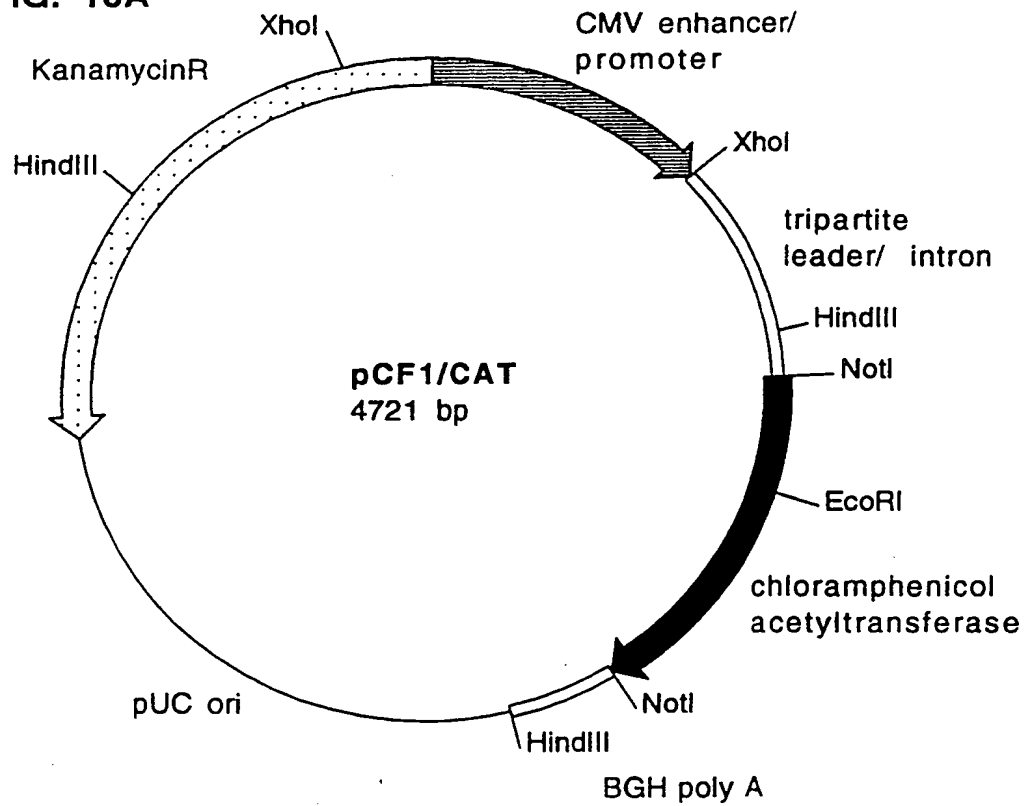 XhoI
CMV enhancer/
promoter
KanamycinR
HindIII
XhoI
tripartite
leader/ intron
HindIII
NotI
pCF1/CAT
4721 bp
EcoRI
chloramphenicol
acetyltransferase
pUC ori
NotI
HindIII
BGH poly A